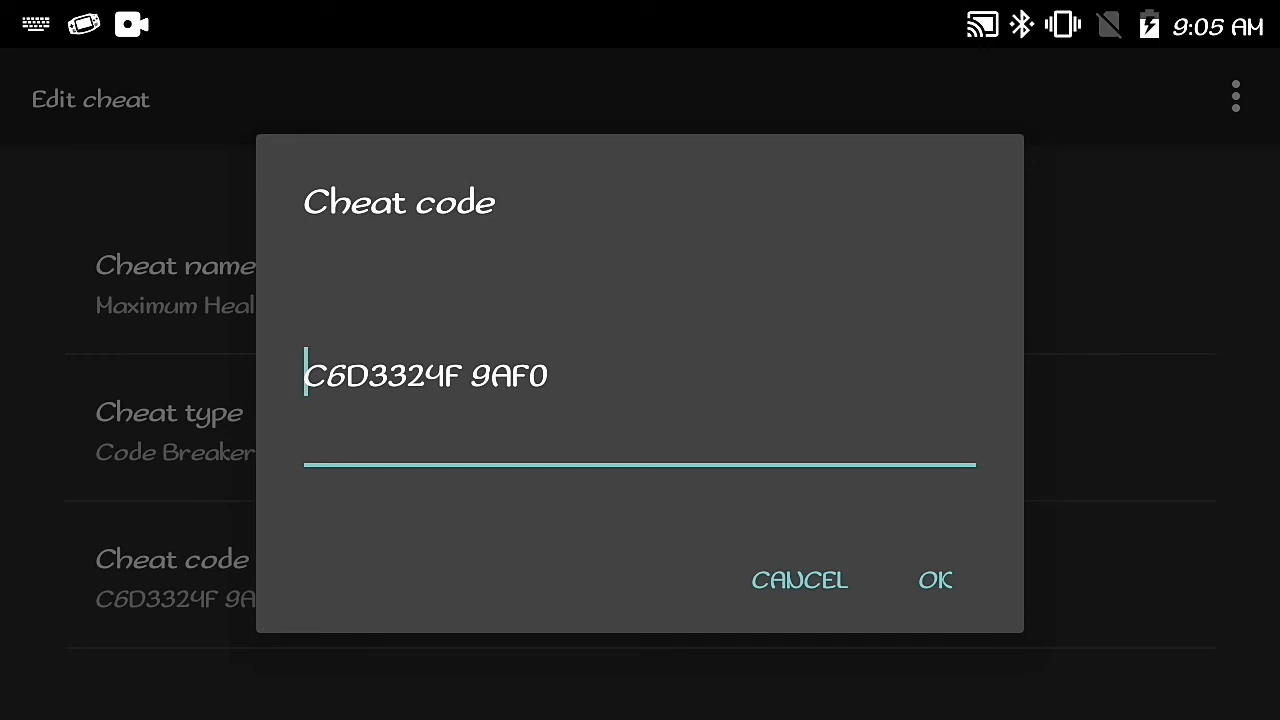 9:05 AM
Edit cheat
Cheat code
Cheat name
Maximum Heal
C6D3324F 9AF0
Cheat type
Code Breaker
Cheat code
C6D3324F 9A
CANCEL OK